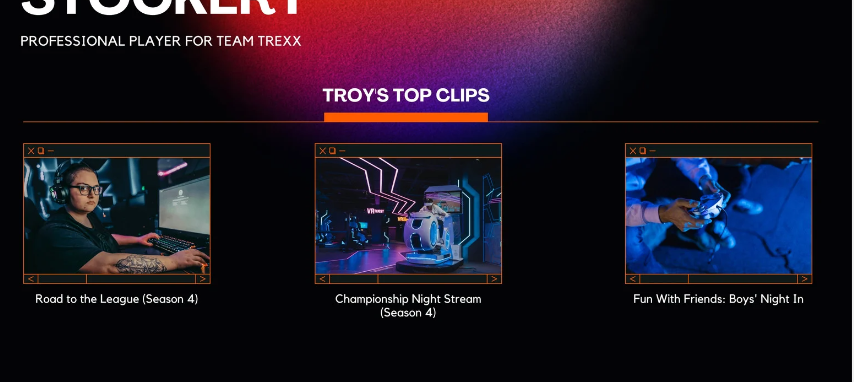 PROFESSIONAL PLAYER FOR TEAM TREXX
TROY'S TOP CLIPS
Road to the League (Season 4)
Championship Night Stream
(Season 4)
Fun With Friends: Boys' Night In